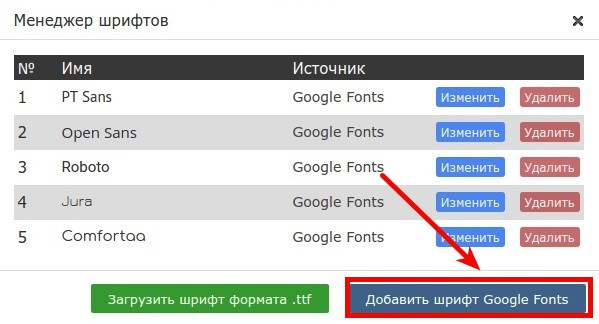 Менеджер шрифтов ×
№ Имя Источник
1 PT Sans Google Fonts Изменить Удалить
2 Open Sans Google Fonts Изменить Удалить
3 Roboto Google Fonts Изменить Удалить
4 Jura Google Fonts Изменить Удалить
5 Comfortaa Google Fonts Изменить Удалить
Загрузить шрифт формата .ttf Добавить шрифт Google Fonts